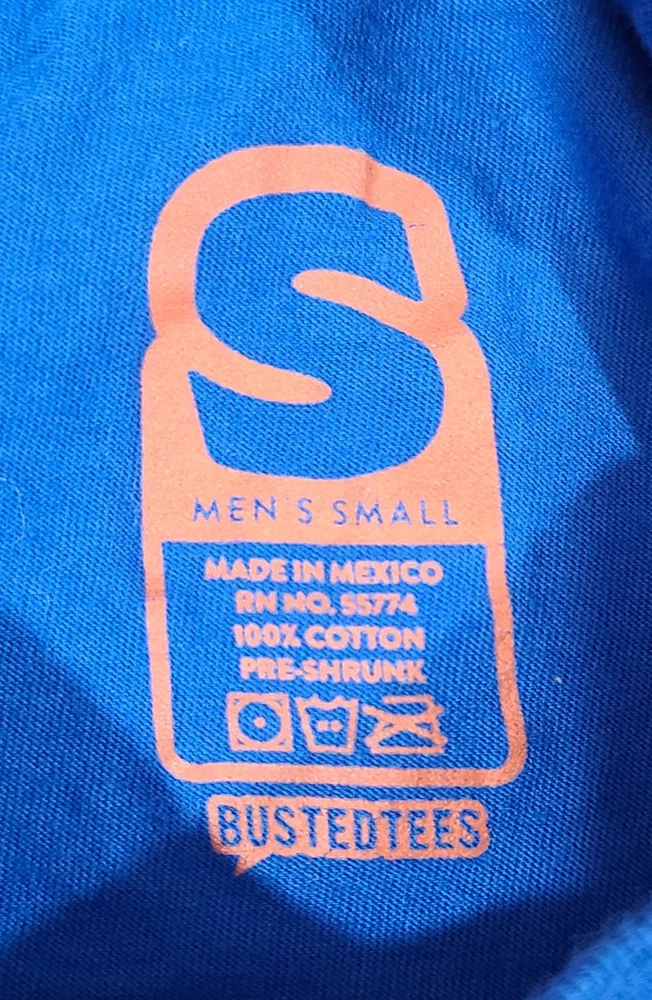 S
MEN'S SMALL
MADE IN MEXICO
RN NO. 55774
100% COTTON
PRE-SHRUNK
BUSTEDTEES